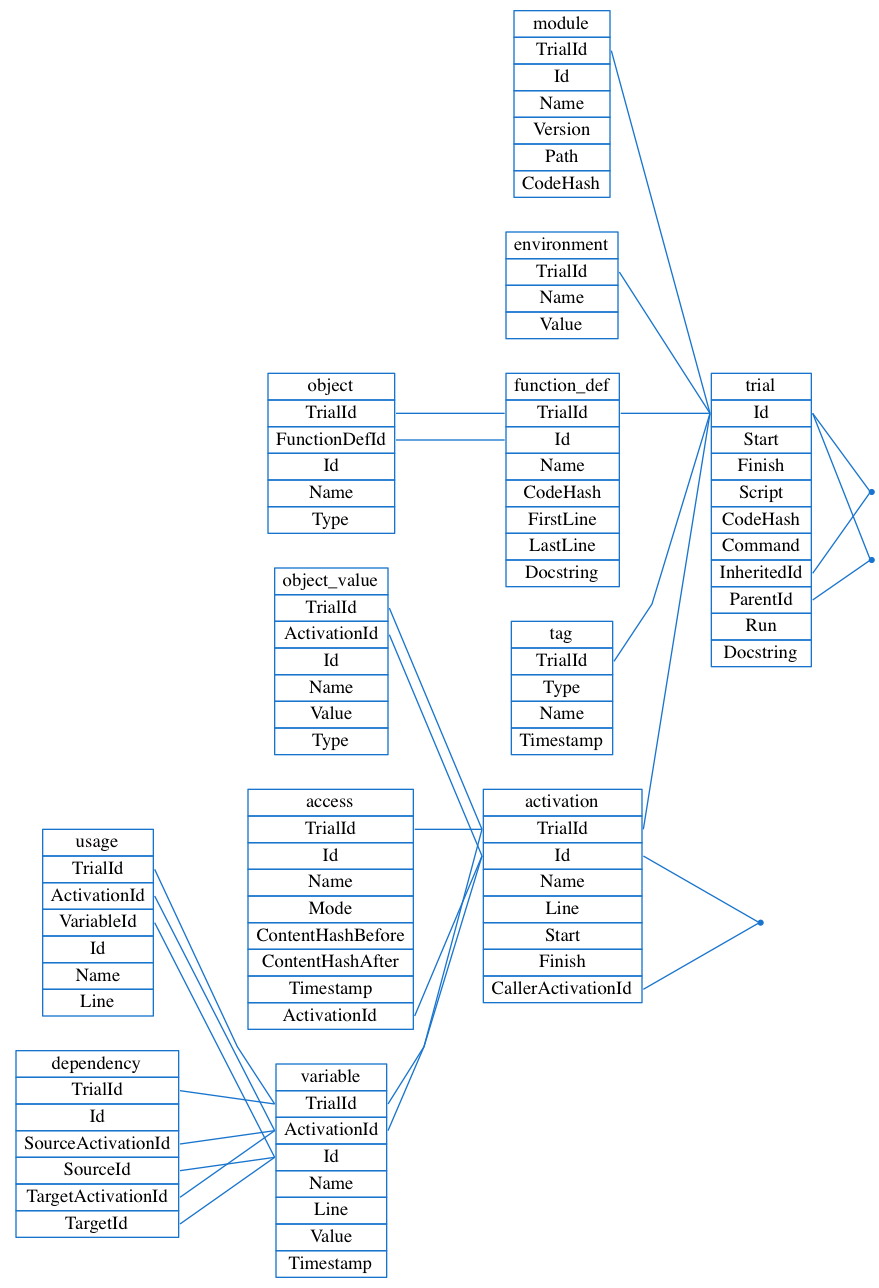 module
TrialId
Id
Name
Version
Path
CodeHash
environment
TrialId
Name
Value
object
TrialId
FunctionDefId
Id
Name
Type
function_def
TrialId
Id
Name
CodeHash
FirstLine
LastLine
Docstring
trial
Id
Start
Finish
Script
CodeHash
Command
InheritedId
ParentId
Run
Docstring
object_value
TrialId
ActivationId
Id
Name
Value
Type
tag
TrialId
Type
Name
Timestamp
access
TrialId
Id
Name
Mode
ContentHashBefore
ContentHashAfter
Timestamp
ActivationId
activation
TrialId
Id
Name
Line
Start
Finish
CallerActivationId
usage
TrialId
ActivationId
VariableId
Id
Name
Line
dependency
TrialId
Id
SourceActivationId
SourceId
TargetActivationId
TargetId
variable
TrialId
ActivationId
Id
Name
Line
Value
Timestamp